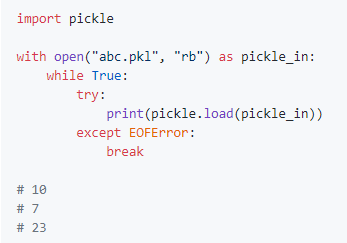 import pickle
with open("abc.pkl", "rb") as pickle_in:
    while True:
        try:
            print(pickle.load(pickle_in))
        except EOFError:
            break
# 10
# 7
# 23